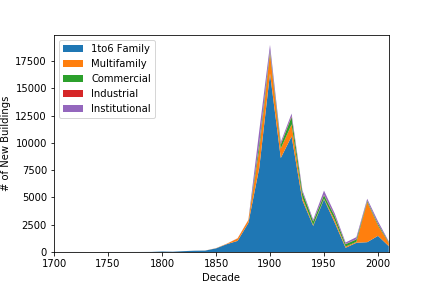 17500
15000
12500
10000
7500
5000
2500
0
# of New Buildings
1to6 Family
Multifamily
Commercial
Industrial
Institutional
1700 1750 1800 1850 1900 1950 2000
Decade